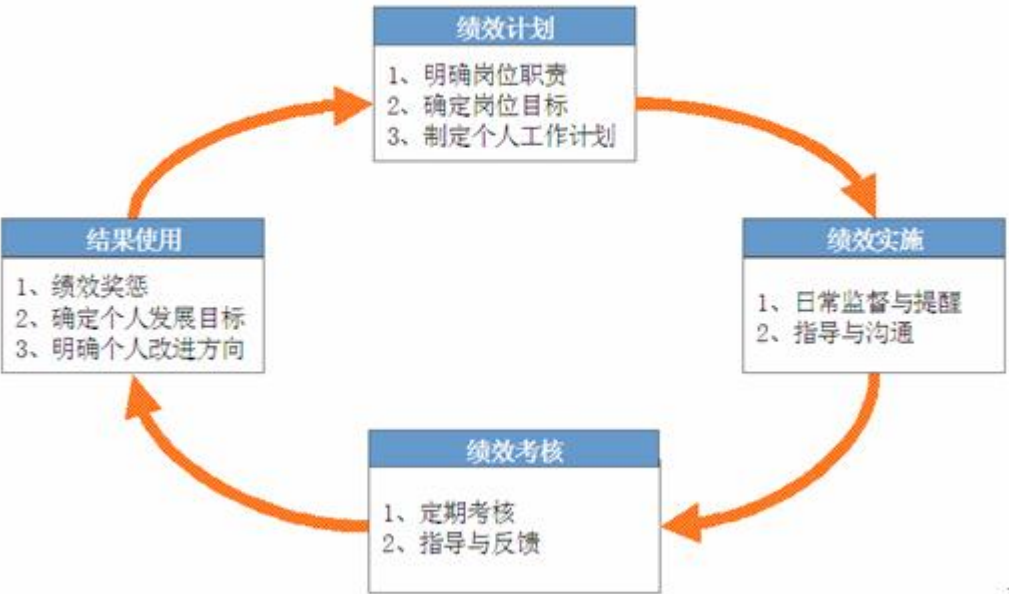 绩效计划
1、明确岗位职责
2、确定岗位目标
3、制定个人工作计划
结果使用
1、绩效奖惩
2、确定个人发展目标
3、明确个人改进方向
绩效实施
1、日常监督与提醒
2、指导与沟通
绩效考核
1、定期考核
2、指导与反馈